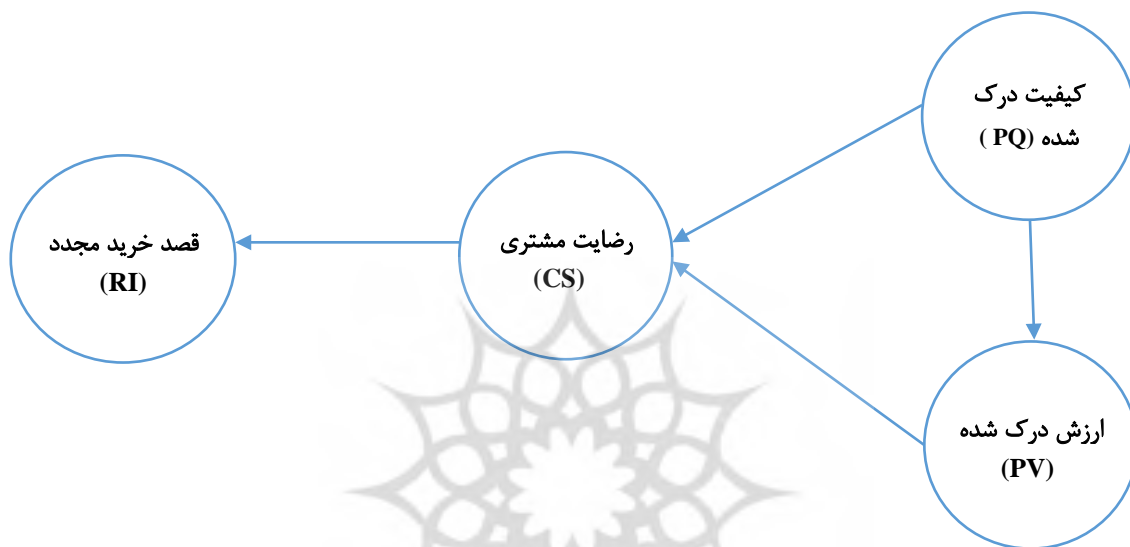 کیفیت درک
شده (PQ )
رضایت مشتری
(CS)
قصد خرید مجدد
(RI)
ارزش درک شده
(PV)